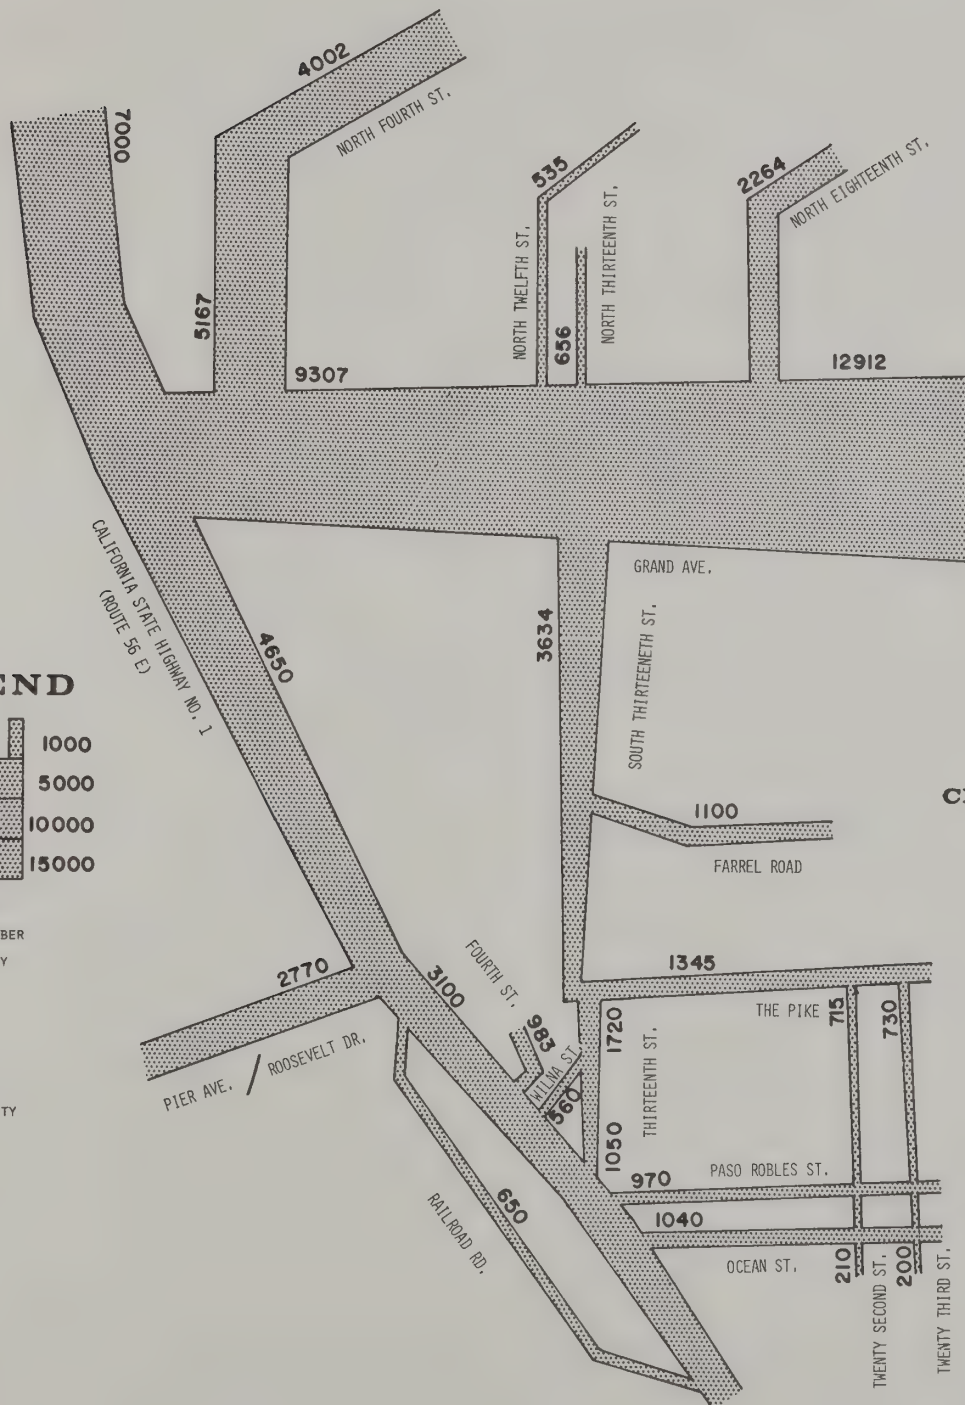 4002
NORTH FOURTH ST.
7000
535
2264
NORTH EIGHTEENTH ST.
NORTH TWELFTH ST.
NORTH THIRTEENTH ST.
5167
656
9307
12912
CALIFORNIA STATE HIGHWAY NO. 1
(ROUTE 56 E)
GRAND AVE.
3634
4650
SOUTH THIRTEENETH ST.
END
1000
5000
10000
15000
1100
FARREL ROAD
BER
Y
2770
3100
FOURTH ST.
983
1345
THE PIKE
715
730
1720
THIRTEENTH ST.
WILNA ST.
560
PIER AVE. / ROOSEVELT DR.
TY
1050
970
PASO ROBLES ST.
650
RAILROAD RD.
1040
OCEAN ST.
210
TWENTY SECOND ST.
200
TWENTY THIRD ST.